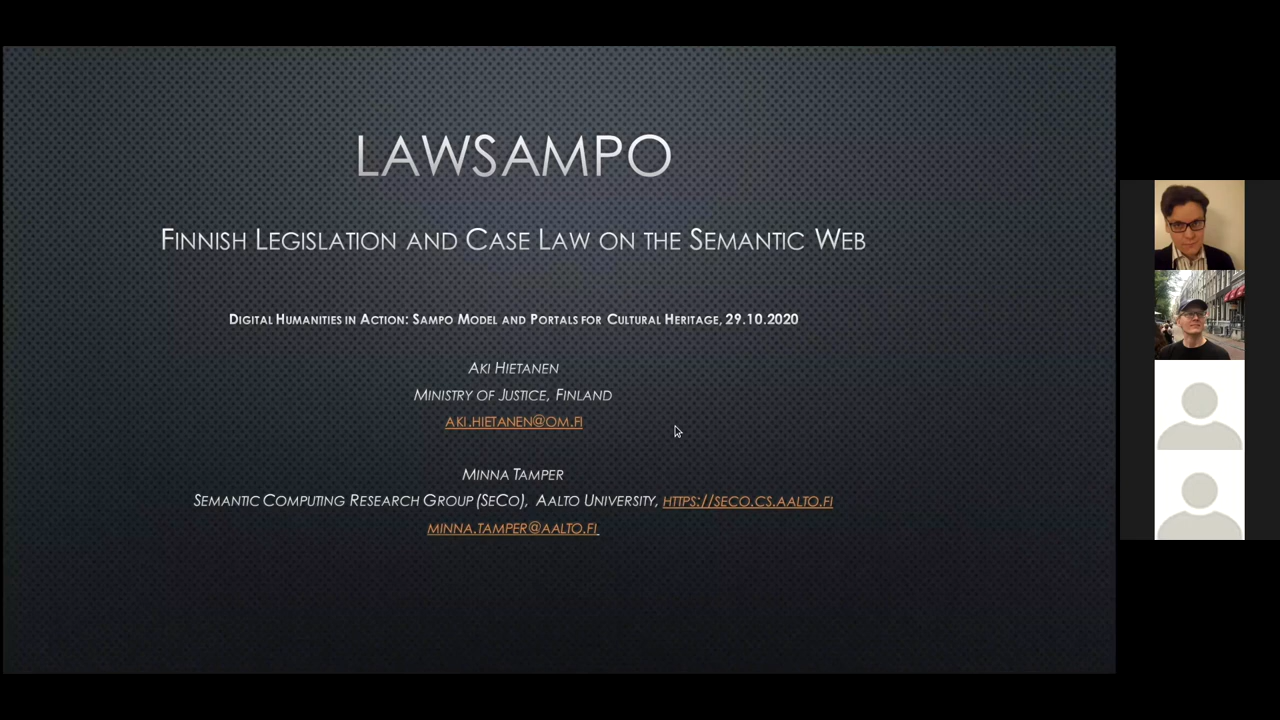 LAWSAMPO
FINNISH LEGISLATION AND CASE LAW ON THE SEMANTIC WEB
DIGITAL HUMANITIES IN ACTION: SAMPO MODEL AND PORTALS FOR CULTURAL HERITAGE, 29.10.2020
AKI HIETANEN
MINISTRY OF JUSTICE, FINLAND
AKI.HIETANEN@OM.FI
MINNA TAMPER
SEMANTIC COMPUTING RESEARCH GROUP (SECO), AALTO UNIVERSITY, HTTPS://SECO.CS.AALTO.FI
MINNA.TAMPER@AALTO.FI